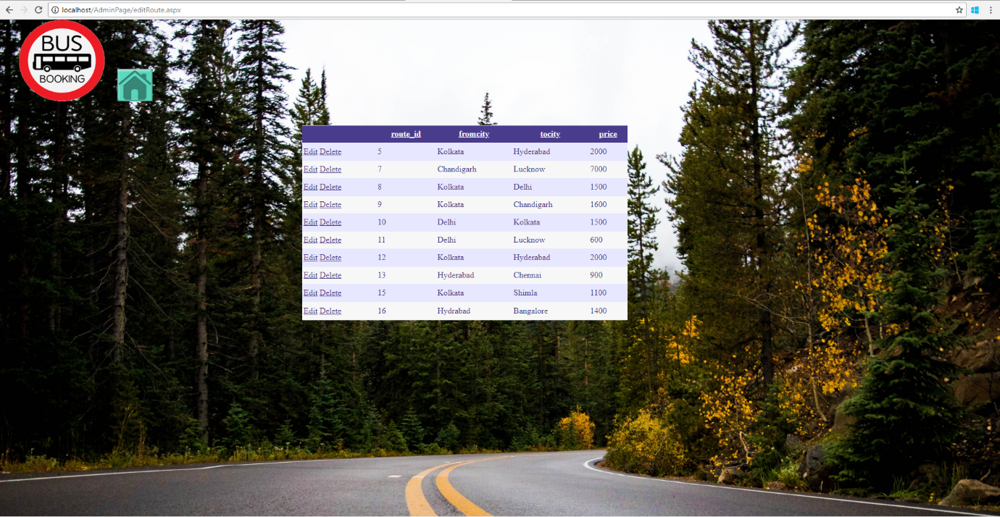 localhost/AdminPage/editRoute.aspx
BUS
BOOKING
route_id fromcity tocity price
Edit Delete 5 Kolkata Hyderabad 2000
Edit Delete 7 Chandigarh Lucknow 7000
Edit Delete 8 Kolkata Delhi 1500
Edit Delete 9 Kolkata Chandigarh 1600
Edit Delete 10 Delhi Kolkata 1500
Edit Delete 11 Delhi Lucknow 600
Edit Delete 12 Kolkata Hyderabad 2000
Edit Delete 13 Hyderabad Chennai 900
Edit Delete 15 Kolkata Shimla 1100
Edit Delete 16 Hydrabad Bangalore 1400